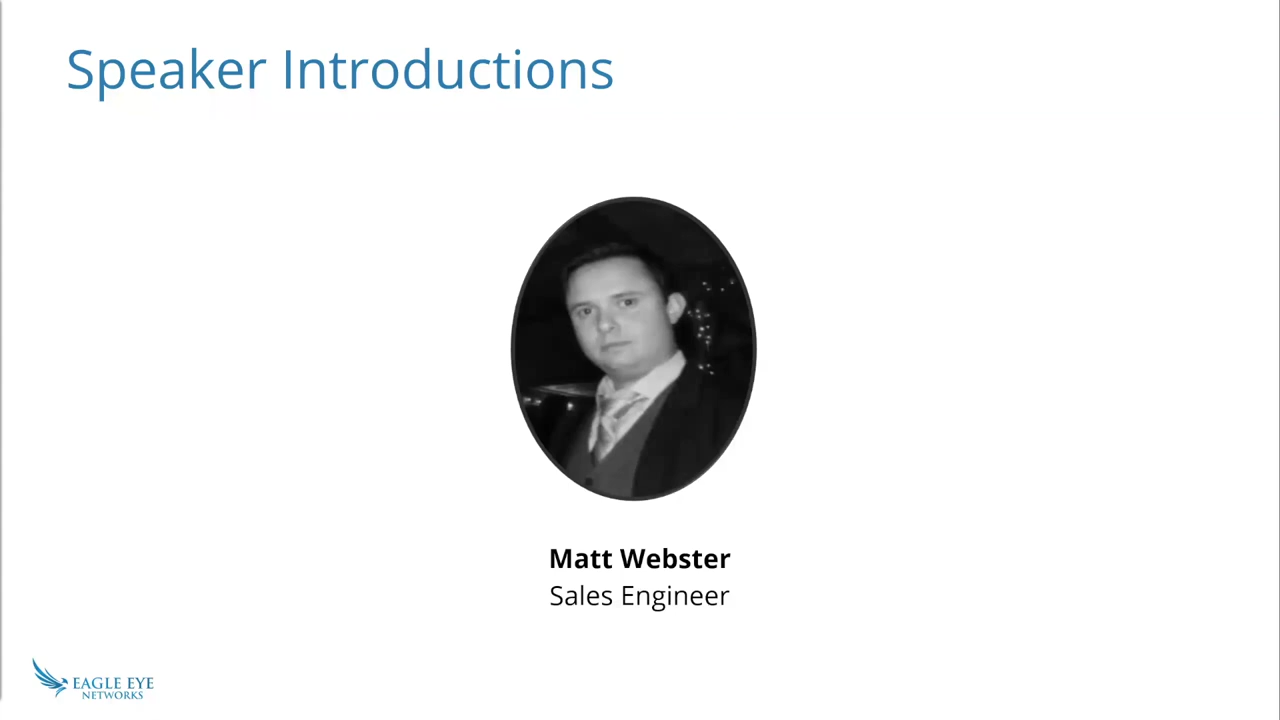 Speaker Introductions
Matt Webster
Sales Engineer
EAGLE EYE
NETWORKS